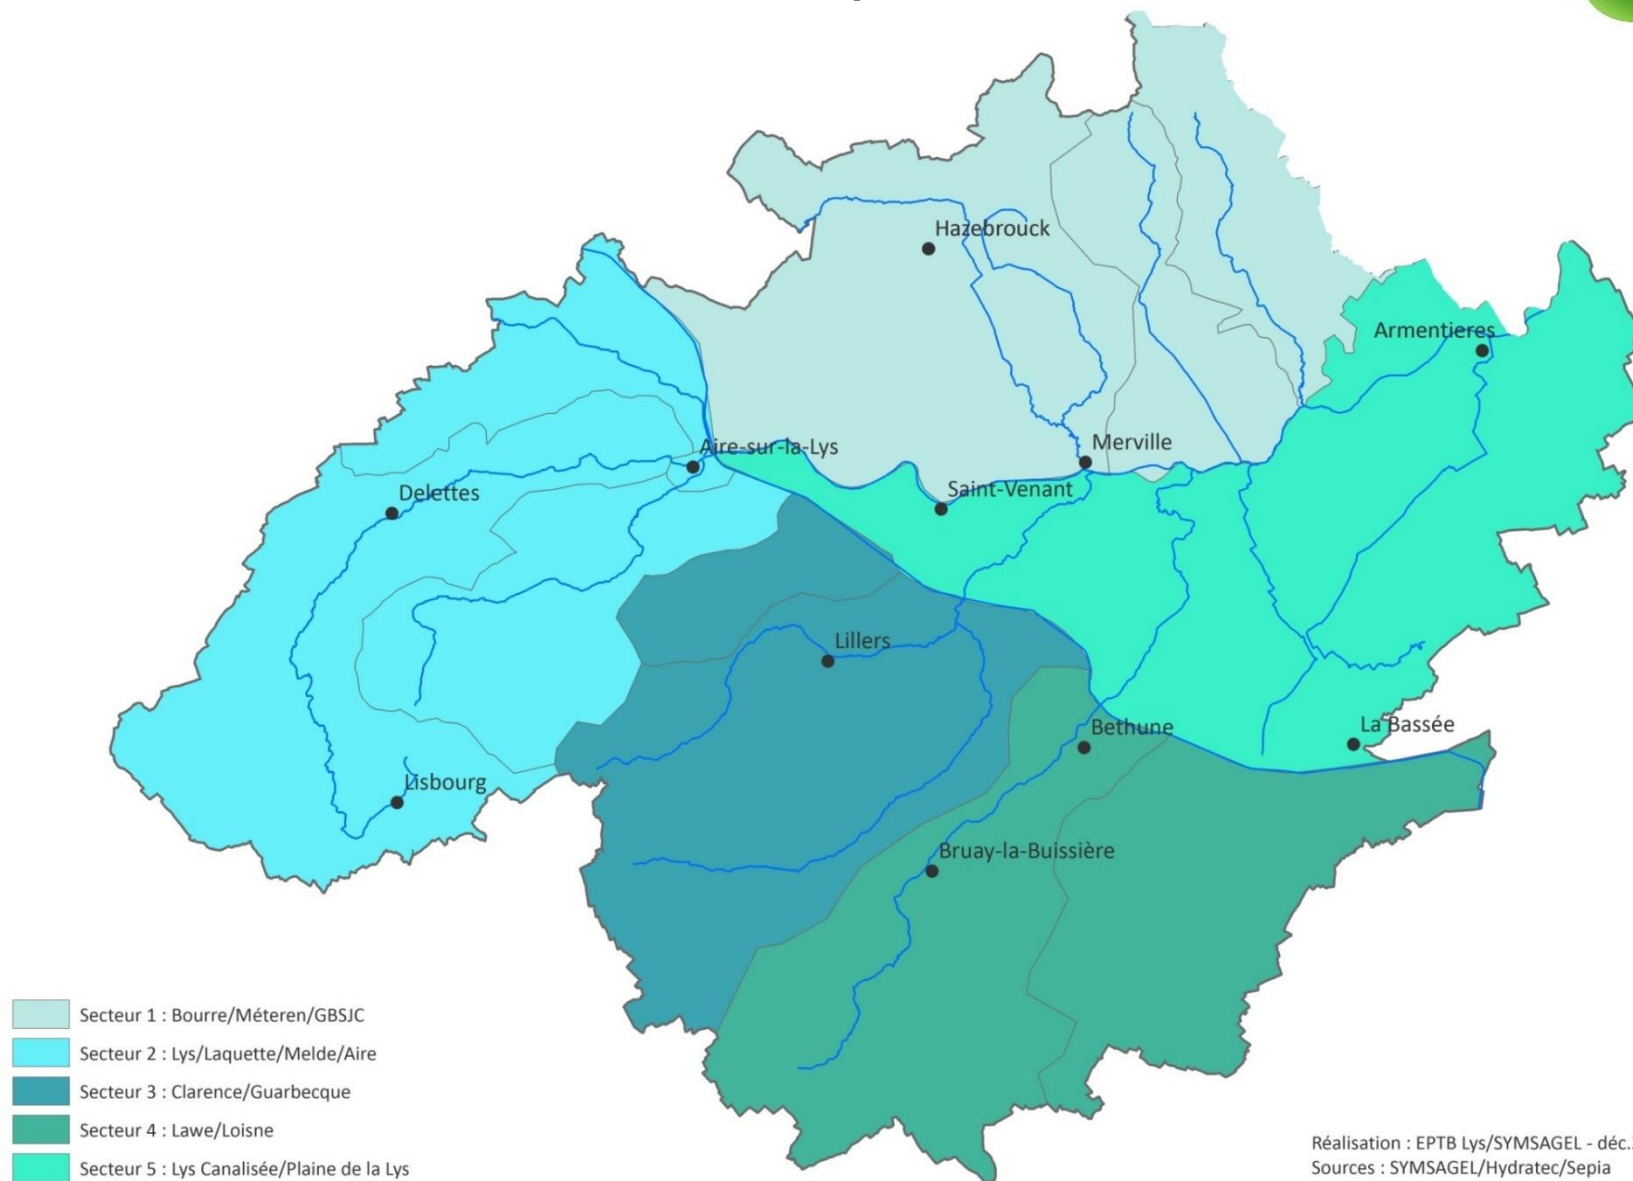 Hazebrouck
Armentieres
Aire-sur-la-Lys
Merville
Delettes
Saint-Venant
Lillers
Bethune
La Bassée
Lisbourg
Bruay-la-Buissière
Secteur 1 : Bourre/Méteren/GBSJC
Secteur 2 : Lys/Laquette/Melde/Aire
Secteur 3 : Clarence/Guarbecque
Secteur 4 : Lawe/Loisne
Secteur 5 : Lys Canalisée/Plaine de la Lys
Réalisation : EPTB Lys/SYMSAGEL - déc.
Sources : SYMSAGEL/Hydratec/Sepia